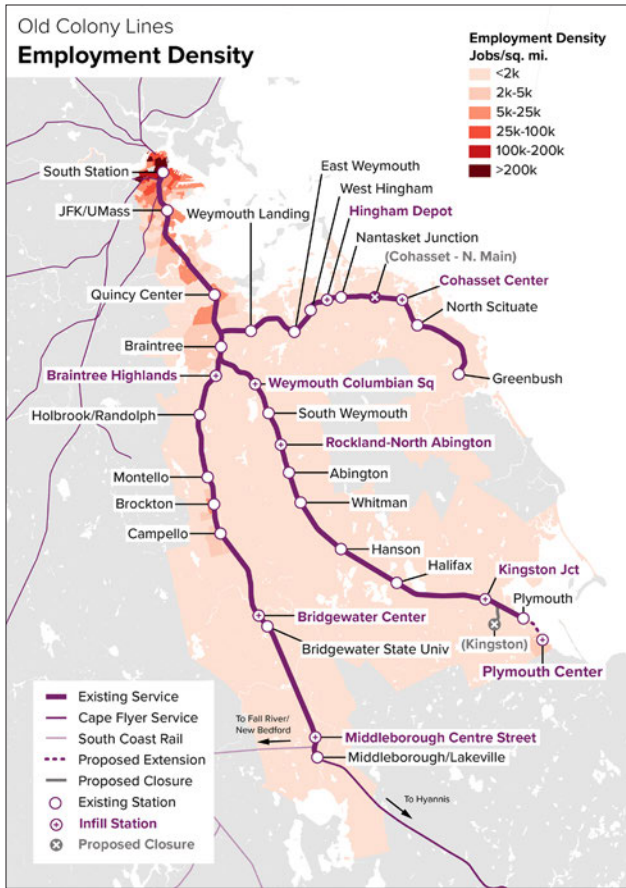 Old Colony Lines
Employment Density
Employment Density
Jobs/sq. mi.
<2k
2k-5k
5k-25k
25k-100k
100k-200k
>200k
South Station
JFK/UMass
Weymouth Landing
East Weymouth
West Hingham
Hingham Depot
Nantasket Junction
(Cohasset - N. Main)
Cohasset Center
North Scituate
Greenbush
Quincy Center
Braintree
Braintree Highlands
Weymouth Columbian Sq
Holbrook/Randolph
South Weymouth
Rockland-North Abington
Montello
Abington
Brockton
Whitman
Campello
Hanson
Halifax
Kingston Jct
Plymouth
(Kingston)
Plymouth Center
Bridgewater Center
Bridgewater State Univ
Middleborough Centre Street
Middleborough/Lakeville
To Fall River/
New Bedford
To Hyannis
Existing Service
Cape Flyer Service
South Coast Rail
Proposed Extension
Proposed Closure
Existing Station
Infill Station
Proposed Closure